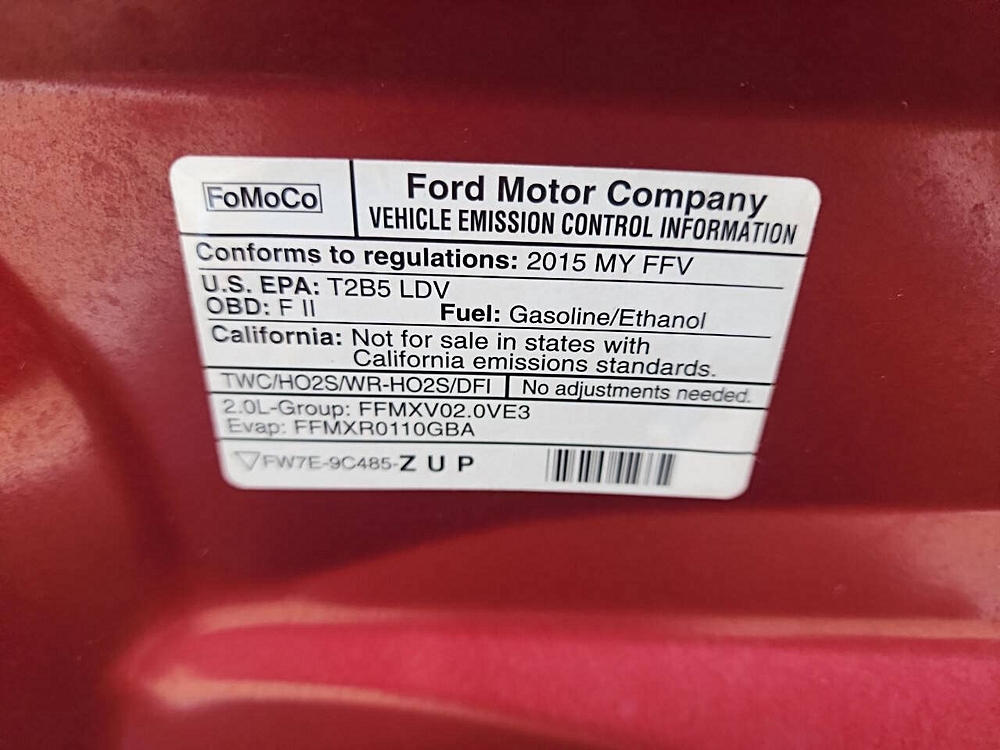 FoMoCo
Ford Motor Company
VEHICLE EMISSION CONTROL INFORMATION
Conforms to regulations: 2015 MY FFV
U.S. EPA: T2B5 LDV
OBD: F II Fuel: Gasoline/Ethanol
California: Not for sale in states with
California emissions standards.
TWC/HO2S/WR-HO2S/DFI No adjustments needed.
2.0L-Group: FFMXV02.0VE3
Evap: FFMXR0110GBA
FW7E-9C485-ZUP